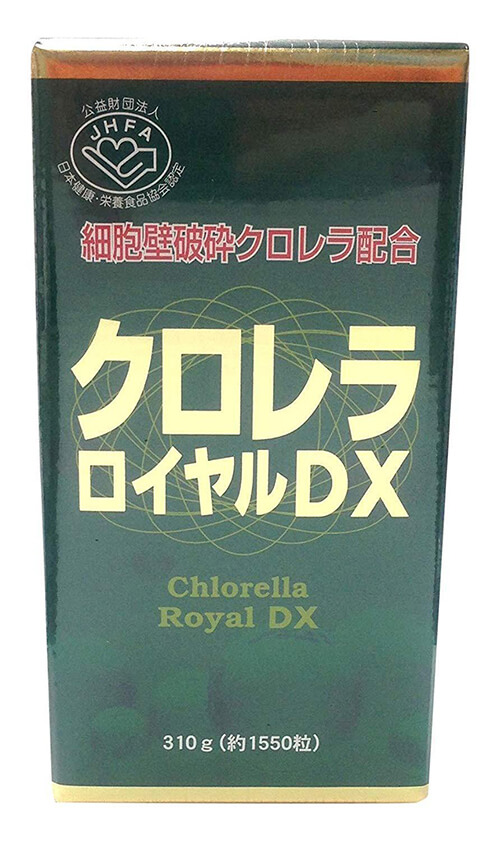 公益財団法人
JHFA
日本健康・栄養食品協会認定
細胞壁破砕クロレラ配合
クロレラ
ロイヤルDX
Chlorella
Royal DX
310g(約1550粒)